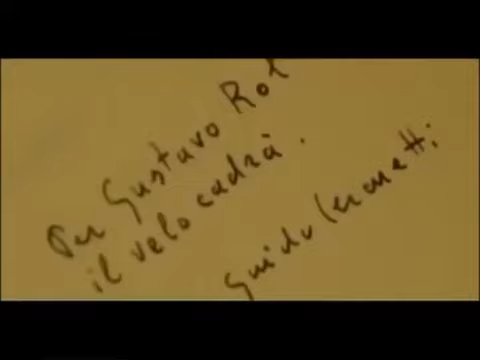 Per Gustavo Rol
il velo cadrà.
Guido Ceronetti